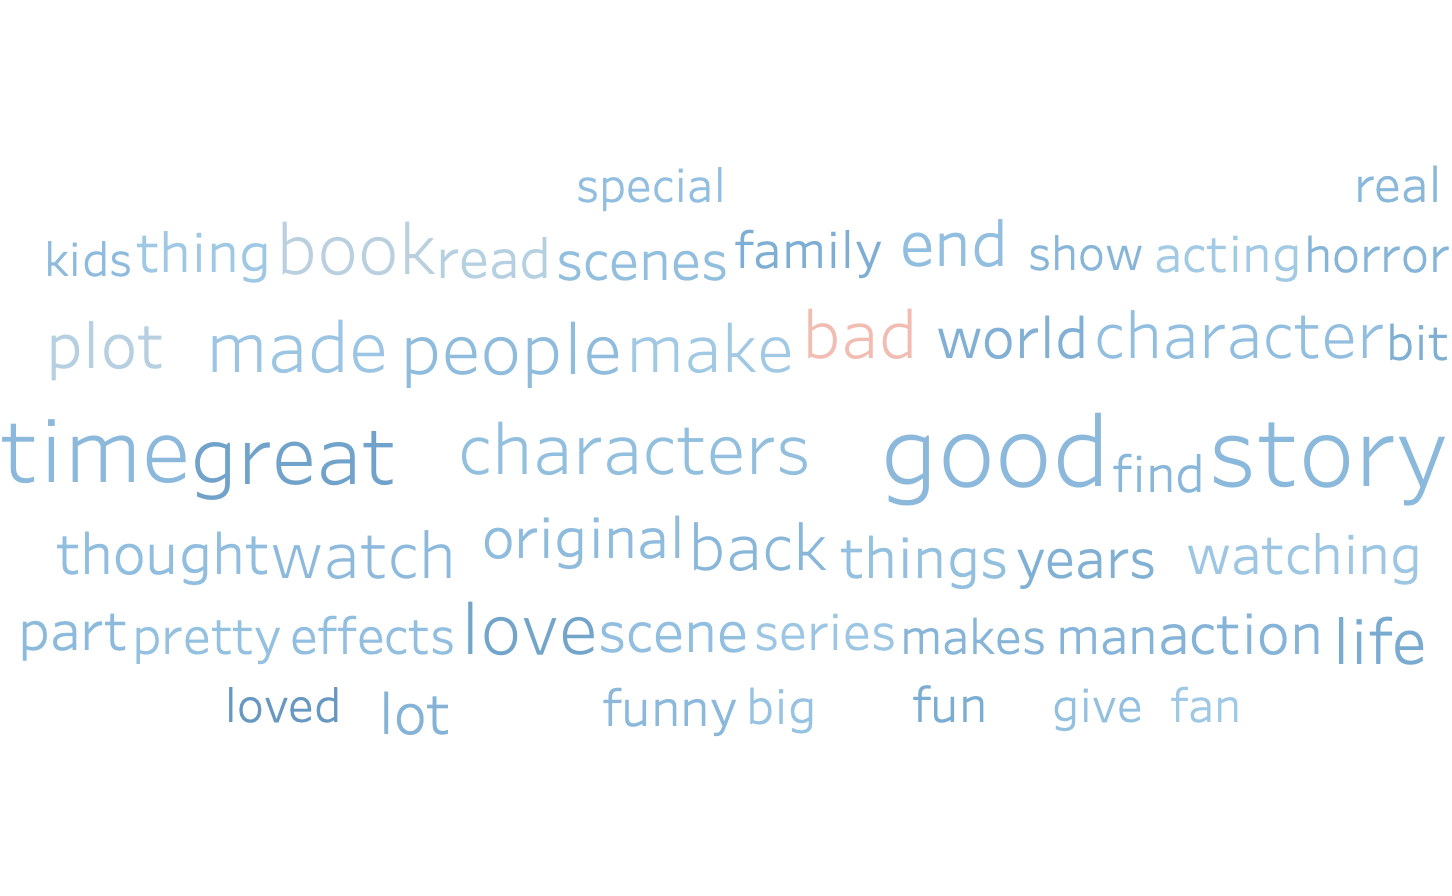 special real
kids thing book read scenes family end show acting horror
plot made people make bad world character bit
time great characters good find story
thought watch original back things years watching
part pretty effects love scene series makes man action life
loved lot funny big fun give fan